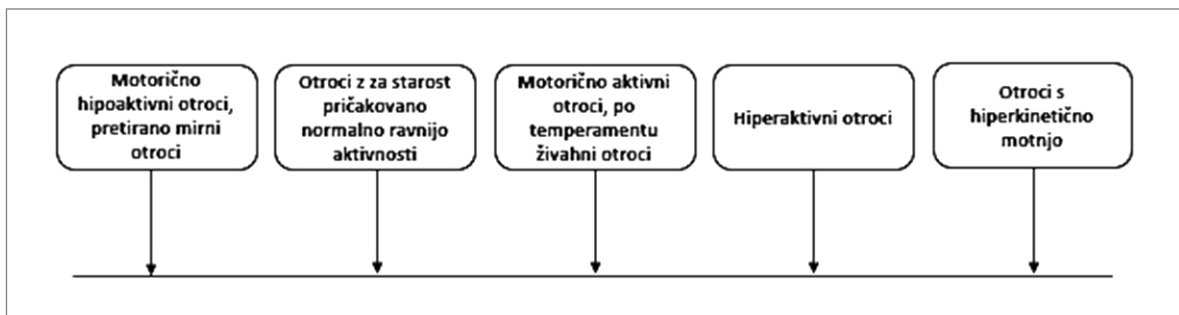 Motorično
hipoaktivni otroci,
pretirano mirni
otroci
Otroci z za starost
pričakovano
normalno ravnijo
aktivnosti
Motorično aktivni
otroci, po
temperamentu
živahni otroci
Hiperaktivni otroci
Otroci s
hiperkinetično
motnjo